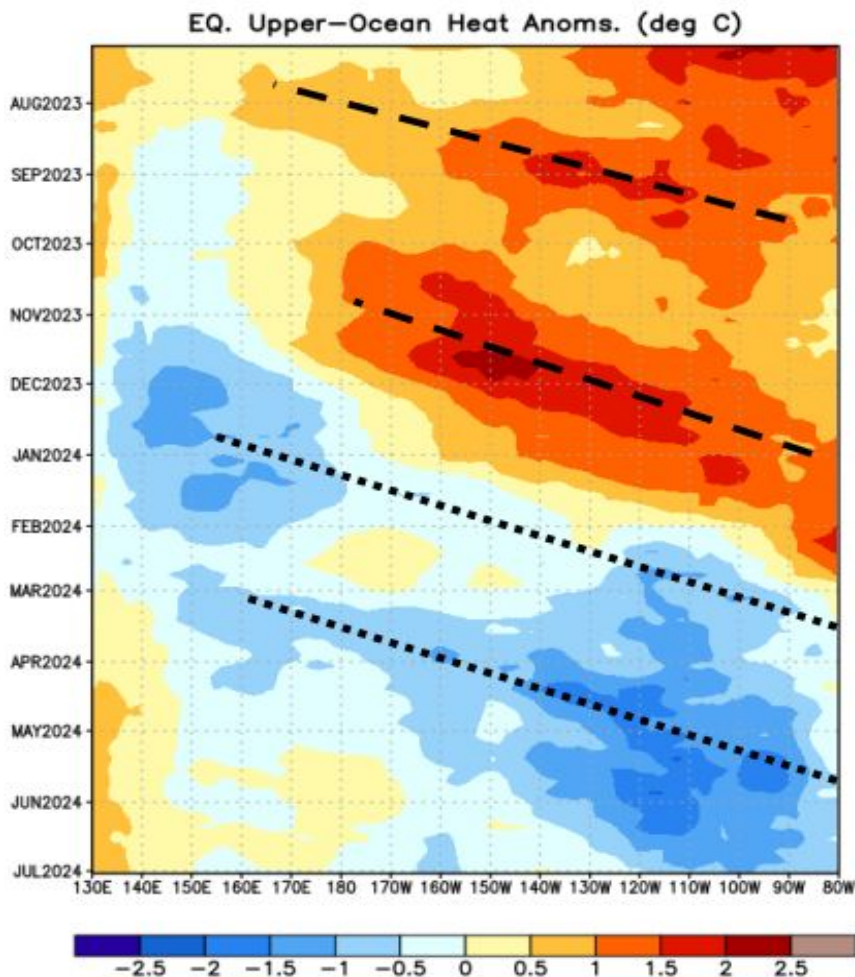 EQ. Upper-Ocean Heat Anoms. (deg C)
AUG2023
SEP2023
OCT2023
NOV2023
DEC2023
JAN2024
FEB2024
MAR2024
APR2024
MAY2024
JUN2024
JUL2024
130E 140E 150E 160E 170E 180 170W 160W 150W 140W 130W 120W 110W 100W 90W 80W
-2.5 -2 -1.5 -1 -0.5 0 0.5 1 1.5 2 2.5